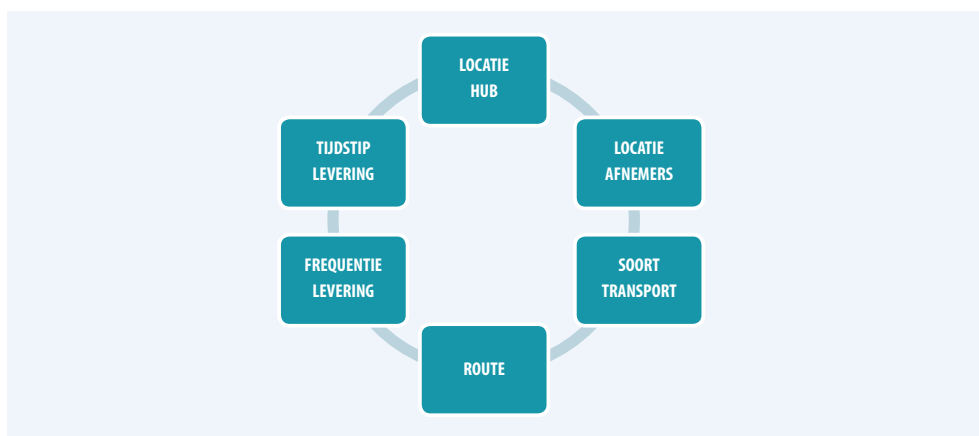 LOCATIE
HUB
TIJDSTIP
LEVERING
LOCATIE
AFNEMERS
FREQUENTIE
LEVERING
SOORT
TRANSPORT
ROUTE